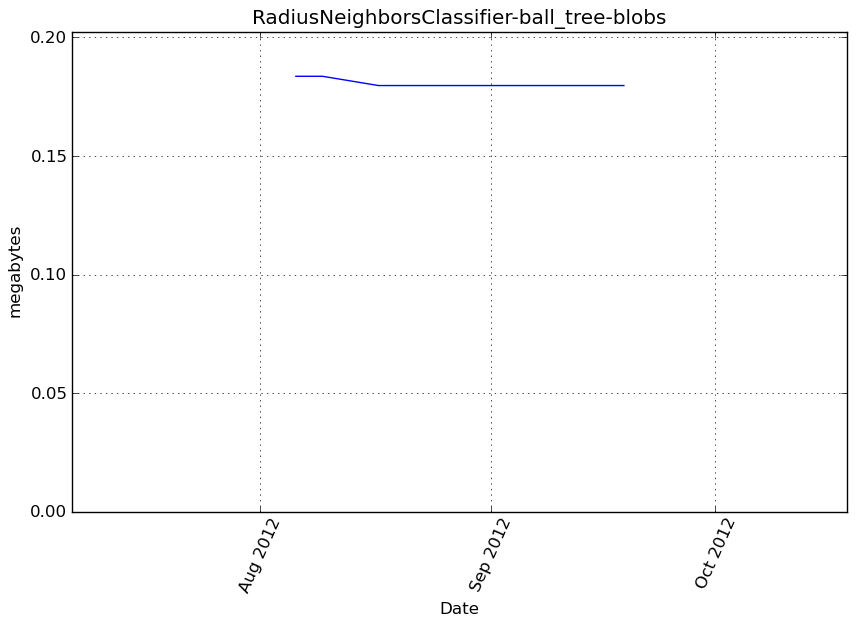 RadiusNeighborsClassifier-ball_tree-blobs
0.20
0.15
0.10
0.05
0.00
megabytes
Aug 2012
Sep 2012
Oct 2012
Date